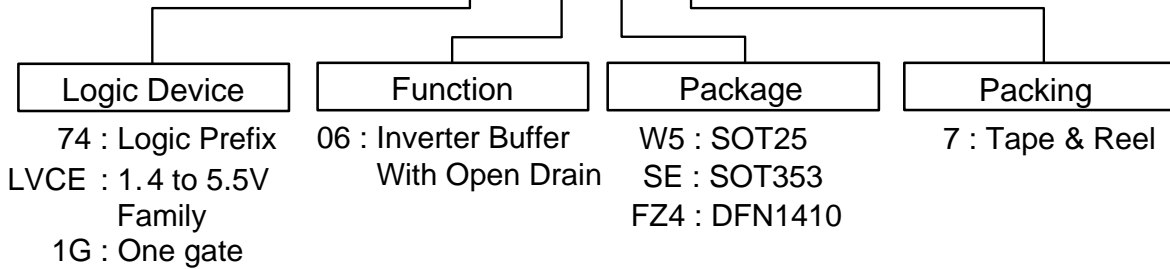 Logic Device
Function
Package
Packing
74 : Logic Prefix
LVCE : 1.4 to 5.5V
Family
1G : One gate
06 : Inverter Buffer
With Open Drain
W5 : SOT25
SE : SOT353
FZ4 : DFN1410
7 : Tape & Reel